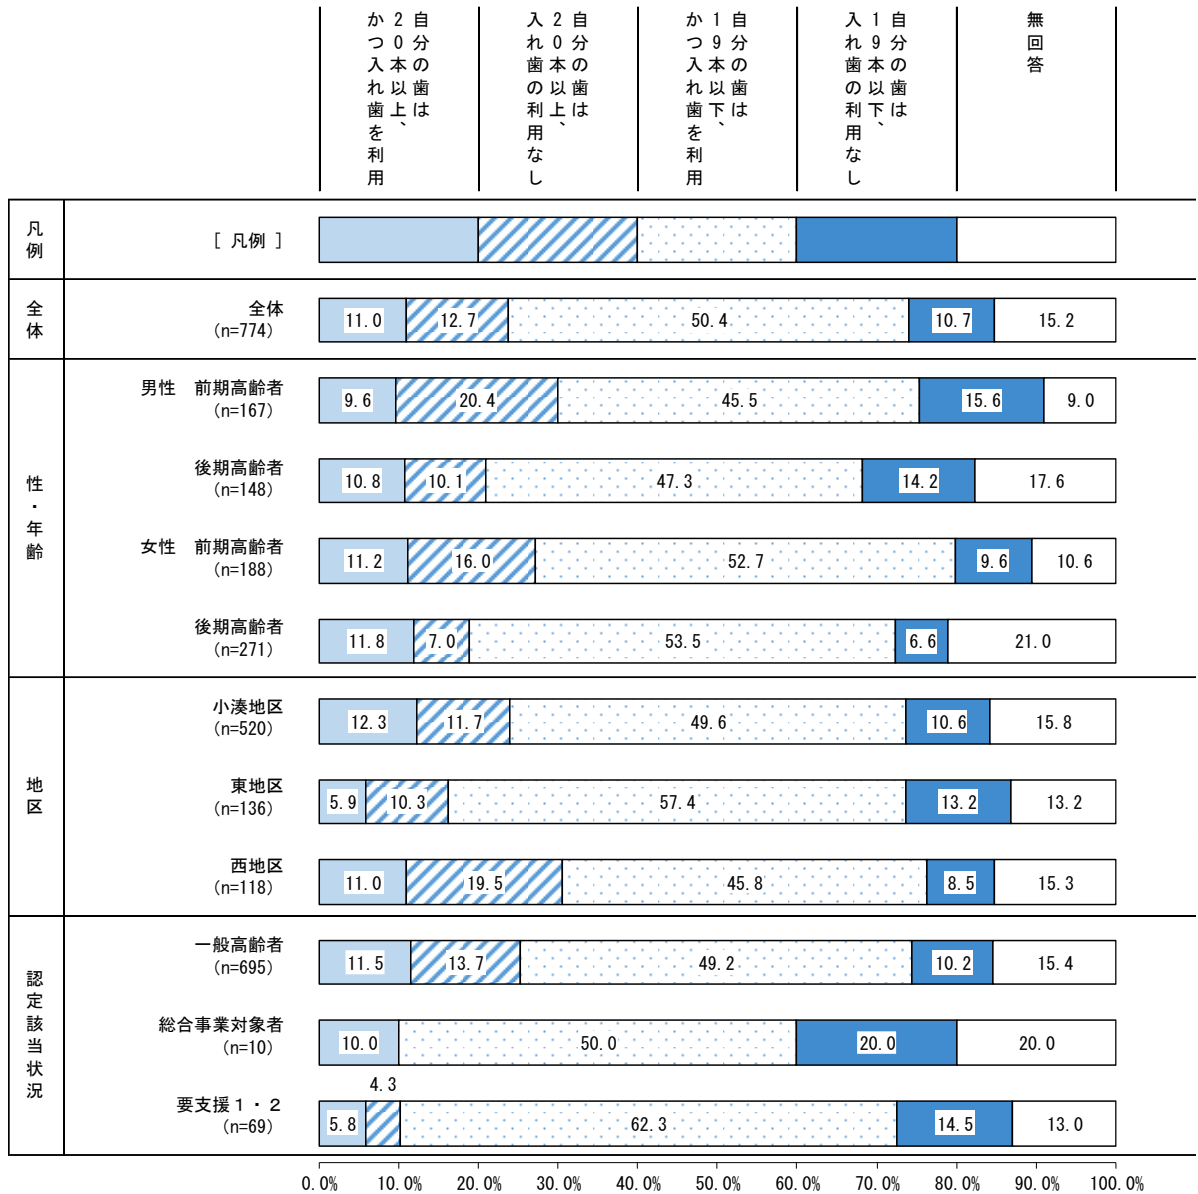 自分の歯は
20本以上、
かつ入れ歯を利用
自分の歯は
20本以上、
入れ歯の利用なし
自分の歯は
19本以下、
かつ入れ歯を利用
自分の歯は
19本以下、
入れ歯の利用なし
無回答
凡例
[ 凡例 ]
全体
全体
(n=774)
11.0 12.7 50.4 10.7 15.2
性・年齢
男性　前期高齢者
(n=167)
9.6 20.4 45.5 15.6 9.0
後期高齢者
(n=148)
10.8 10.1 47.3 14.2 17.6
女性　前期高齢者
(n=188)
11.2 16.0 52.7 9.6 10.6
後期高齢者
(n=271)
11.8 7.0 53.5 6.6 21.0
地区
小湊地区
(n=520)
12.3 11.7 49.6 10.6 15.8
東地区
(n=136)
5.9 10.3 57.4 13.2 13.2
西地区
(n=118)
11.0 19.5 45.8 8.5 15.3
認定該当状況
一般高齢者
(n=695)
11.5 13.7 49.2 10.2 15.4
総合事業対象者
(n=10)
10.0 50.0 20.0 20.0
要支援１・２
(n=69)
5.8 4.3 62.3 14.5 13.0
0.0% 10.0% 20.0% 30.0% 40.0% 50.0% 60.0% 70.0% 80.0% 90.0% 100.0%